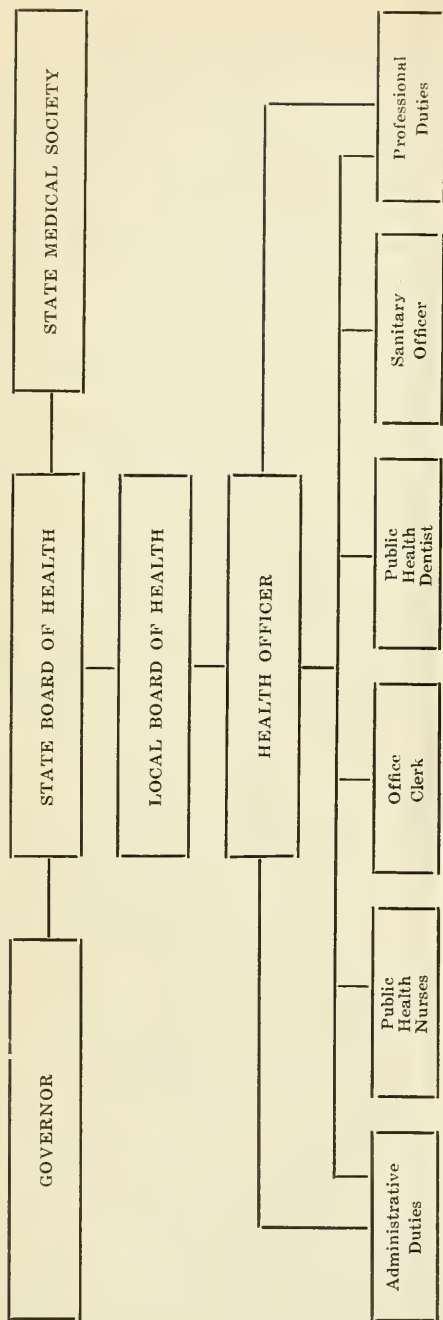 GOVERNOR
STATE BOARD OF HEALTH
STATE MEDICAL SOCIETY
LOCAL BOARD OF HEALTH
HEALTH OFFICER
Administrative
Duties
Public
Health
Nurses
Office
Clerk
Public
Health
Dentist
Sanitary
Officer
Professional
Duties